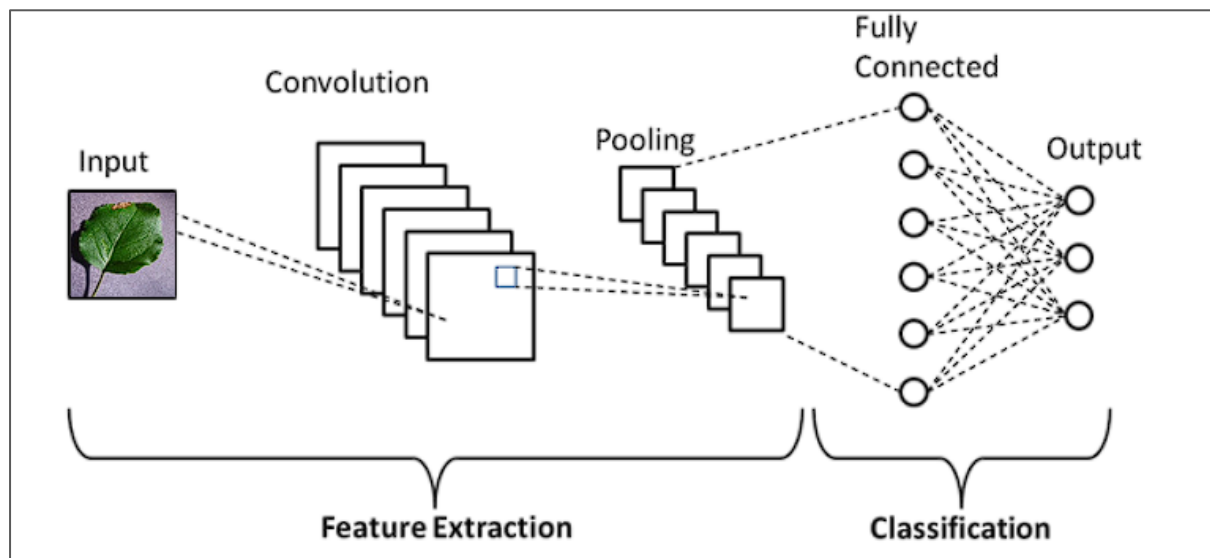 Input
Convolution
Pooling
Fully
Connected
Output
Feature Extraction
Classification